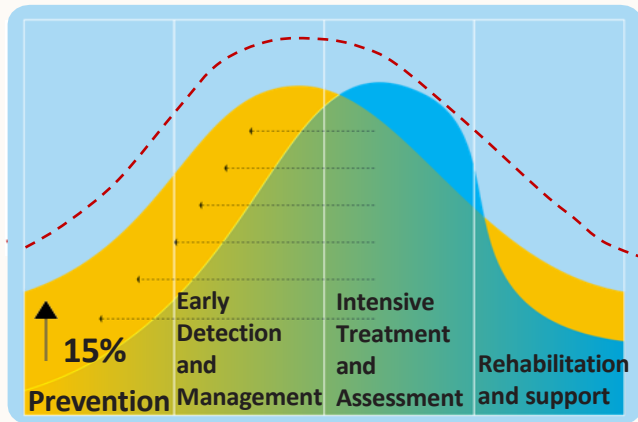 15%
Prevention
Early
Detection
and
Management
Intensive
Treatment
and
Assessment
Rehabilitation
and support